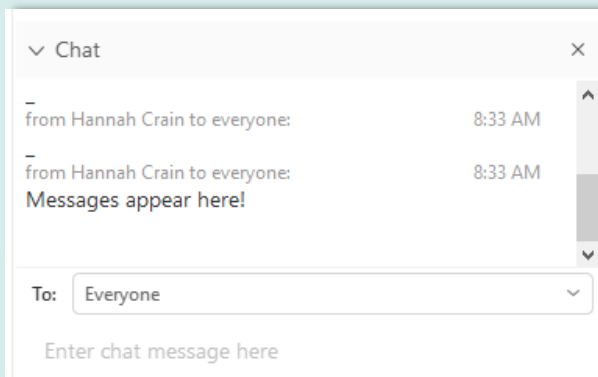 Chat
_
from Hannah Crain to everyone: 8:33 AM
_
from Hannah Crain to everyone: 8:33 AM
Messages appear here!
To: Everyone
Enter chat message here